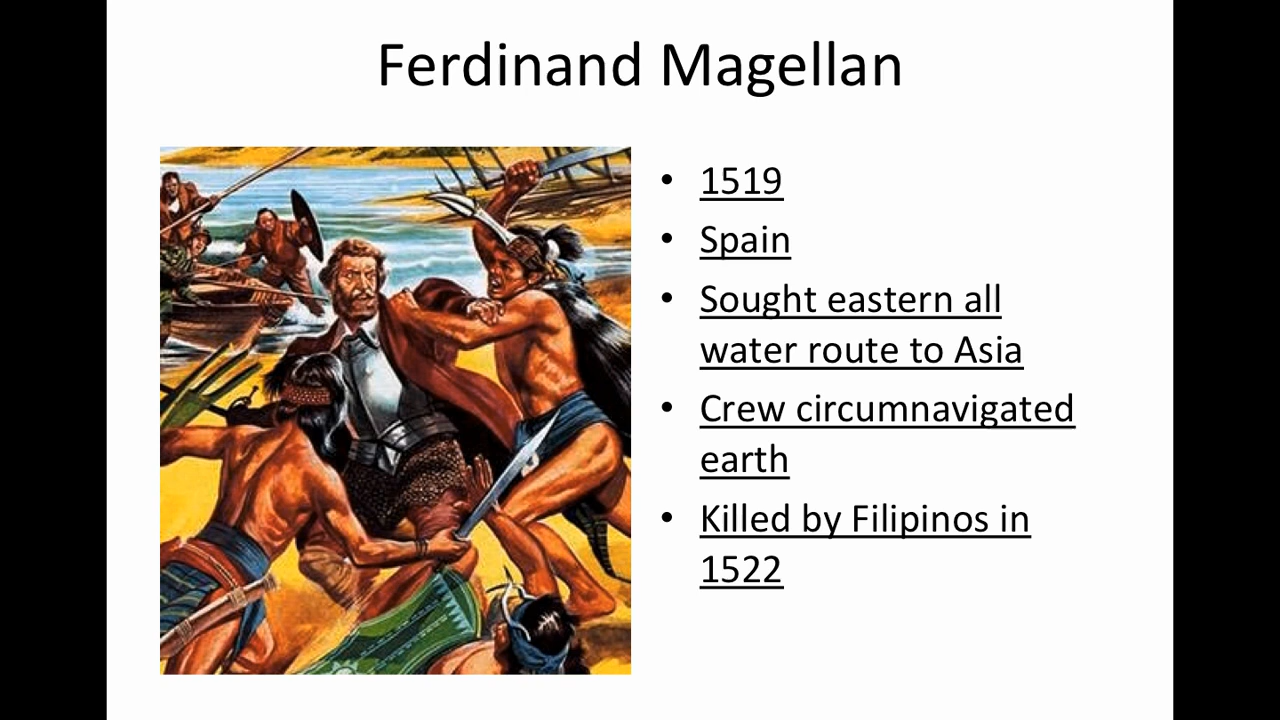 Ferdinand Magellan
• 1519
• Spain
• Sought eastern all
water route to Asia
• Crew circumnavigated
earth
• Killed by Filipinos in
1522